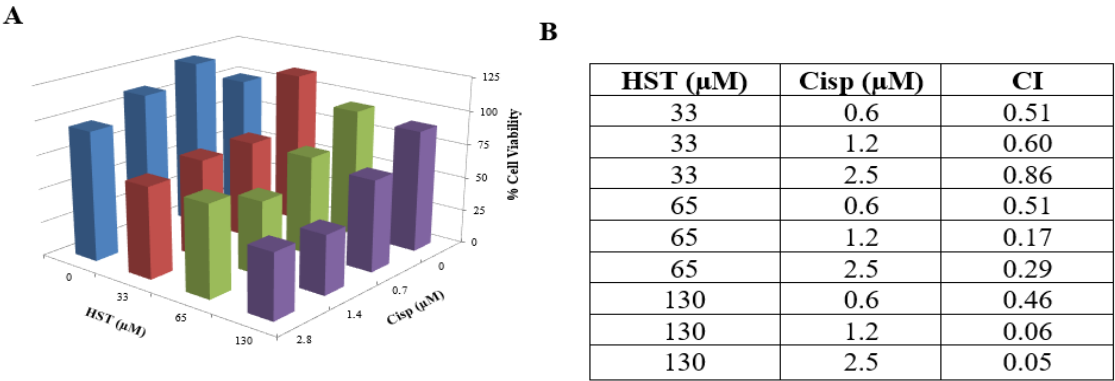 A
125
100
75
50
25
0
% Cell Viability
0
33
65
130
HST (μM)
0
0.7
1.4
2.8
Cisp (μM)
B
HST (μM) Cisp (μM) CI
33 0.6 0.51
33 1.2 0.60
33 2.5 0.86
65 0.6 0.51
65 1.2 0.17
65 2.5 0.29
130 0.6 0.46
130 1.2 0.06
130 2.5 0.05